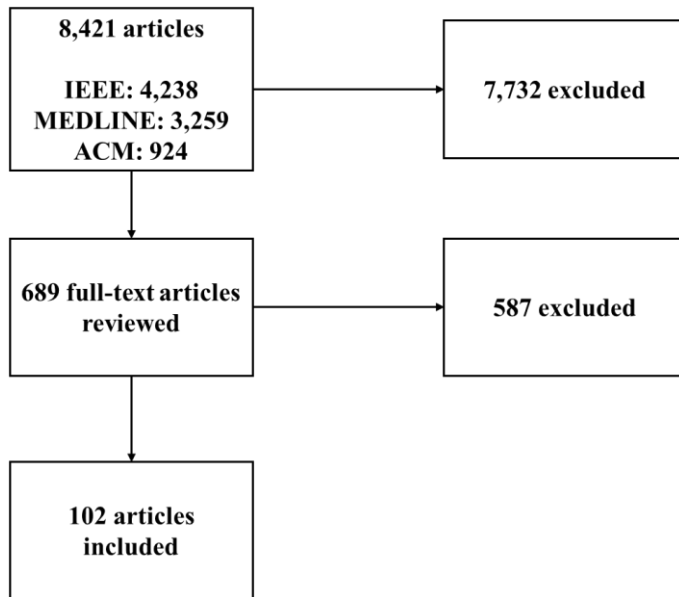 8,421 articles
IEEE: 4,238
MEDLINE: 3,259
ACM: 924
7,732 excluded
689 full-text articles
reviewed
587 excluded
102 articles
included